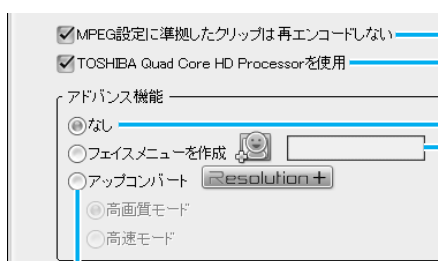 MPEG設定に準拠したクリップは再エンコードしない
TOSHIBA Quad Core HD Processorを使用
アドバンス機能
なし
フェイスメニューを作成
アップコンバート Resolution+
高画質モード
高速モード